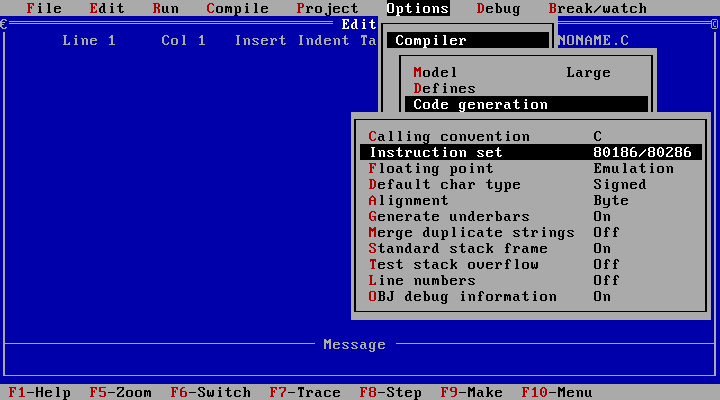 File Edit Run Compile Project Options Debug Break/watch
Edit
Line 1 Col 1 Insert Indent Ta Compiler NONAME.C
Model Large
Defines
Code generation
Calling convention C
Instruction set 80186/80286
Floating point Emulation
Default char type Signed
Alignment Byte
Generate underbars On
Merge duplicate strings Off
Standard stack frame On
Test stack overflow Off
Line numbers Off
OBJ debug information On
Message
F1-Help F5-Zoom F6-Switch F7-Trace F8-Step F9-Make F10-Menu